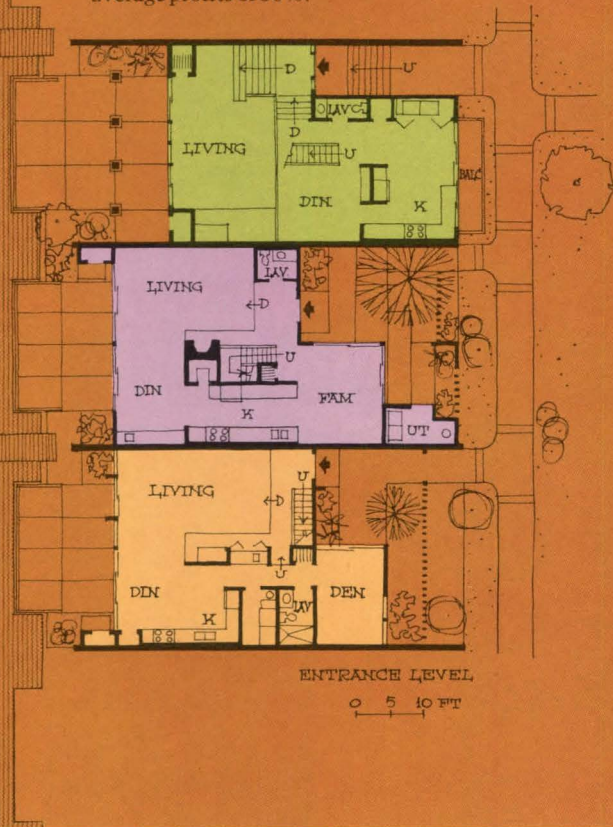 D
U
LAV
D
LIVING
U
BALC
DIN
K
LIVING
LAV
D
U
DIN
FAM
K
UT
LIVING
U
D
U
DIN
LAV
DEN
K
ENTRANCE LEVEL
0 5 10 FT